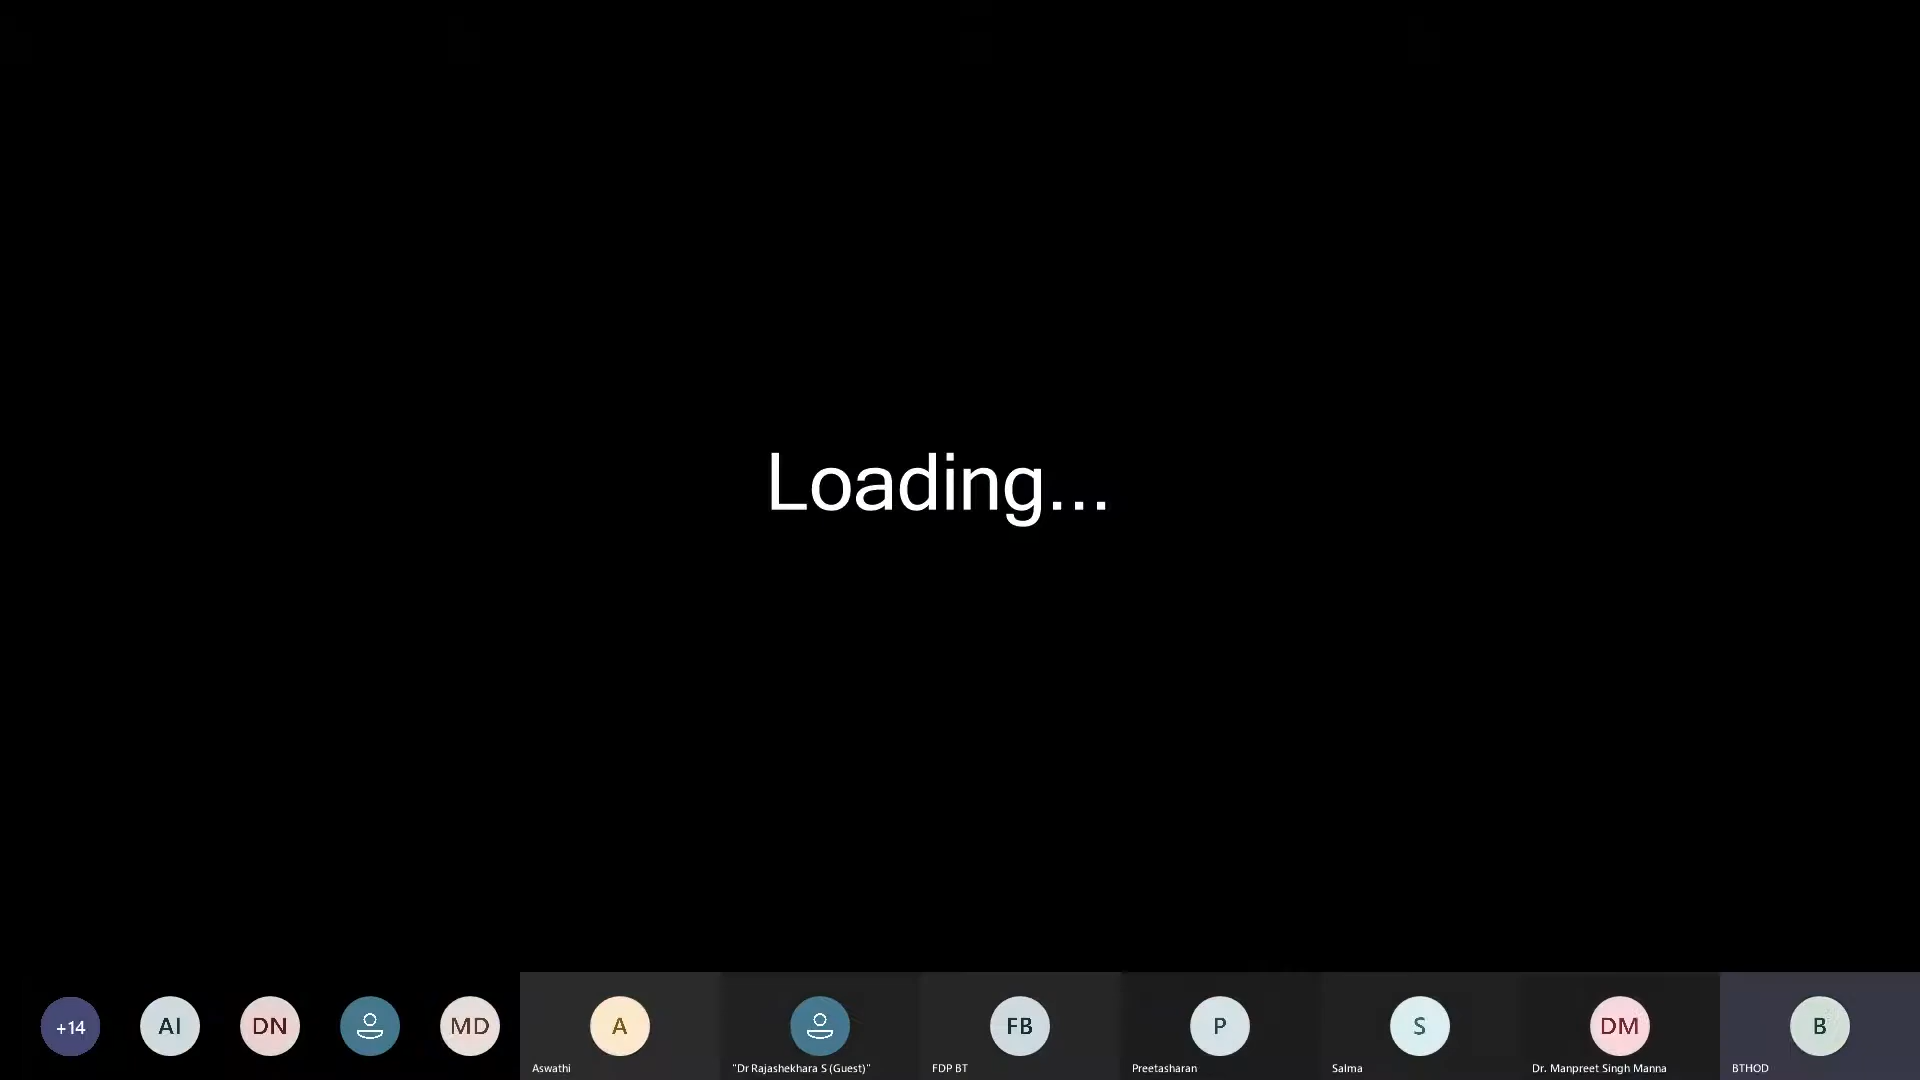 Loading...
+14
AI
DN
MD
A
FB
P
S
DM
B
Aswathi
"Dr Rajashekhara S (Guest)"
FDP BT
Preetasharan
Salma
Dr. Manpreet Singh Manna
BTHOD